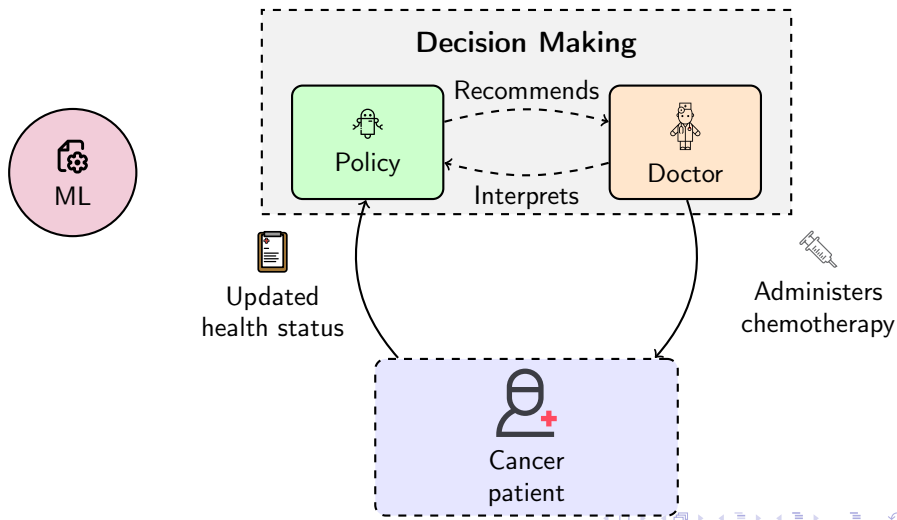 Decision Making
Recommends
Policy
Doctor
Interprets
ML
Updated
health status
Administers
chemotherapy
Cancer
patient